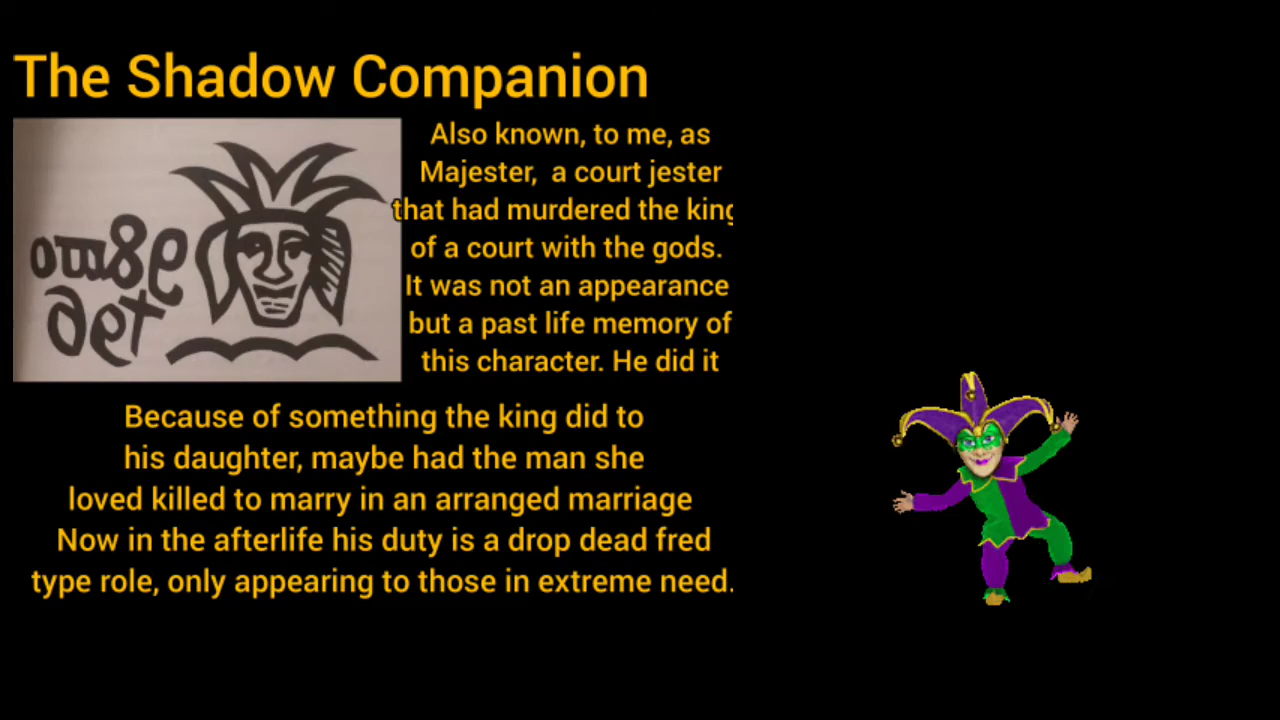 The Shadow Companion
Also known, to me, as
Majester, a court jester
that had murdered the king
of a court with the gods.
It was not an appearance
but a past life memory of
this character. He did it
Because of something the king did to
his daughter, maybe had the man she
loved killed to marry in an arranged marriage
Now in the afterlife his duty is a drop dead fred
type role, only appearing to those in extreme need.